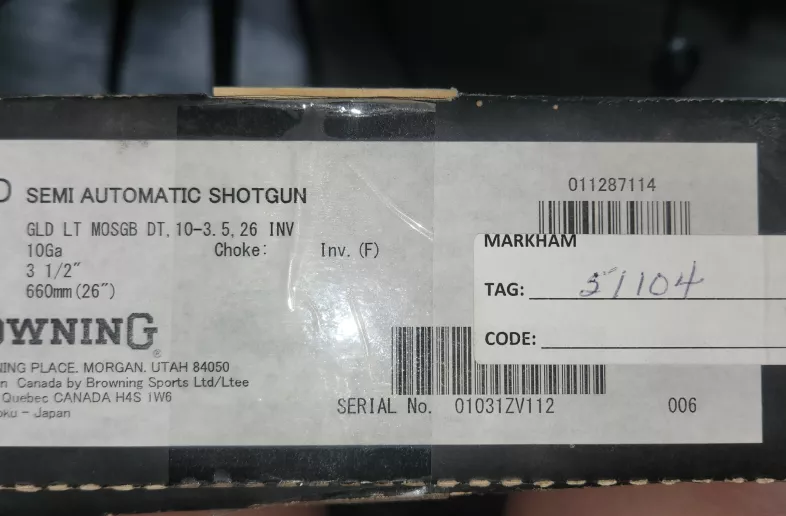 D SEMI AUTOMATIC SHOTGUN
GLD LT MOSGB DT, 10-3.5, 26 INV
10Ga Choke: Inv. (F)
3 1/2"
660mm (26")
OWNING®
ING PLACE. MORGAN. UTAH 84050
n Canada by Browning Sports Ltd/Ltee
Quebec CANADA H4S 1W6
oku - Japan
011287114
MARKHAM
TAG: 51104
CODE:
SERIAL No. 01031ZV112 006